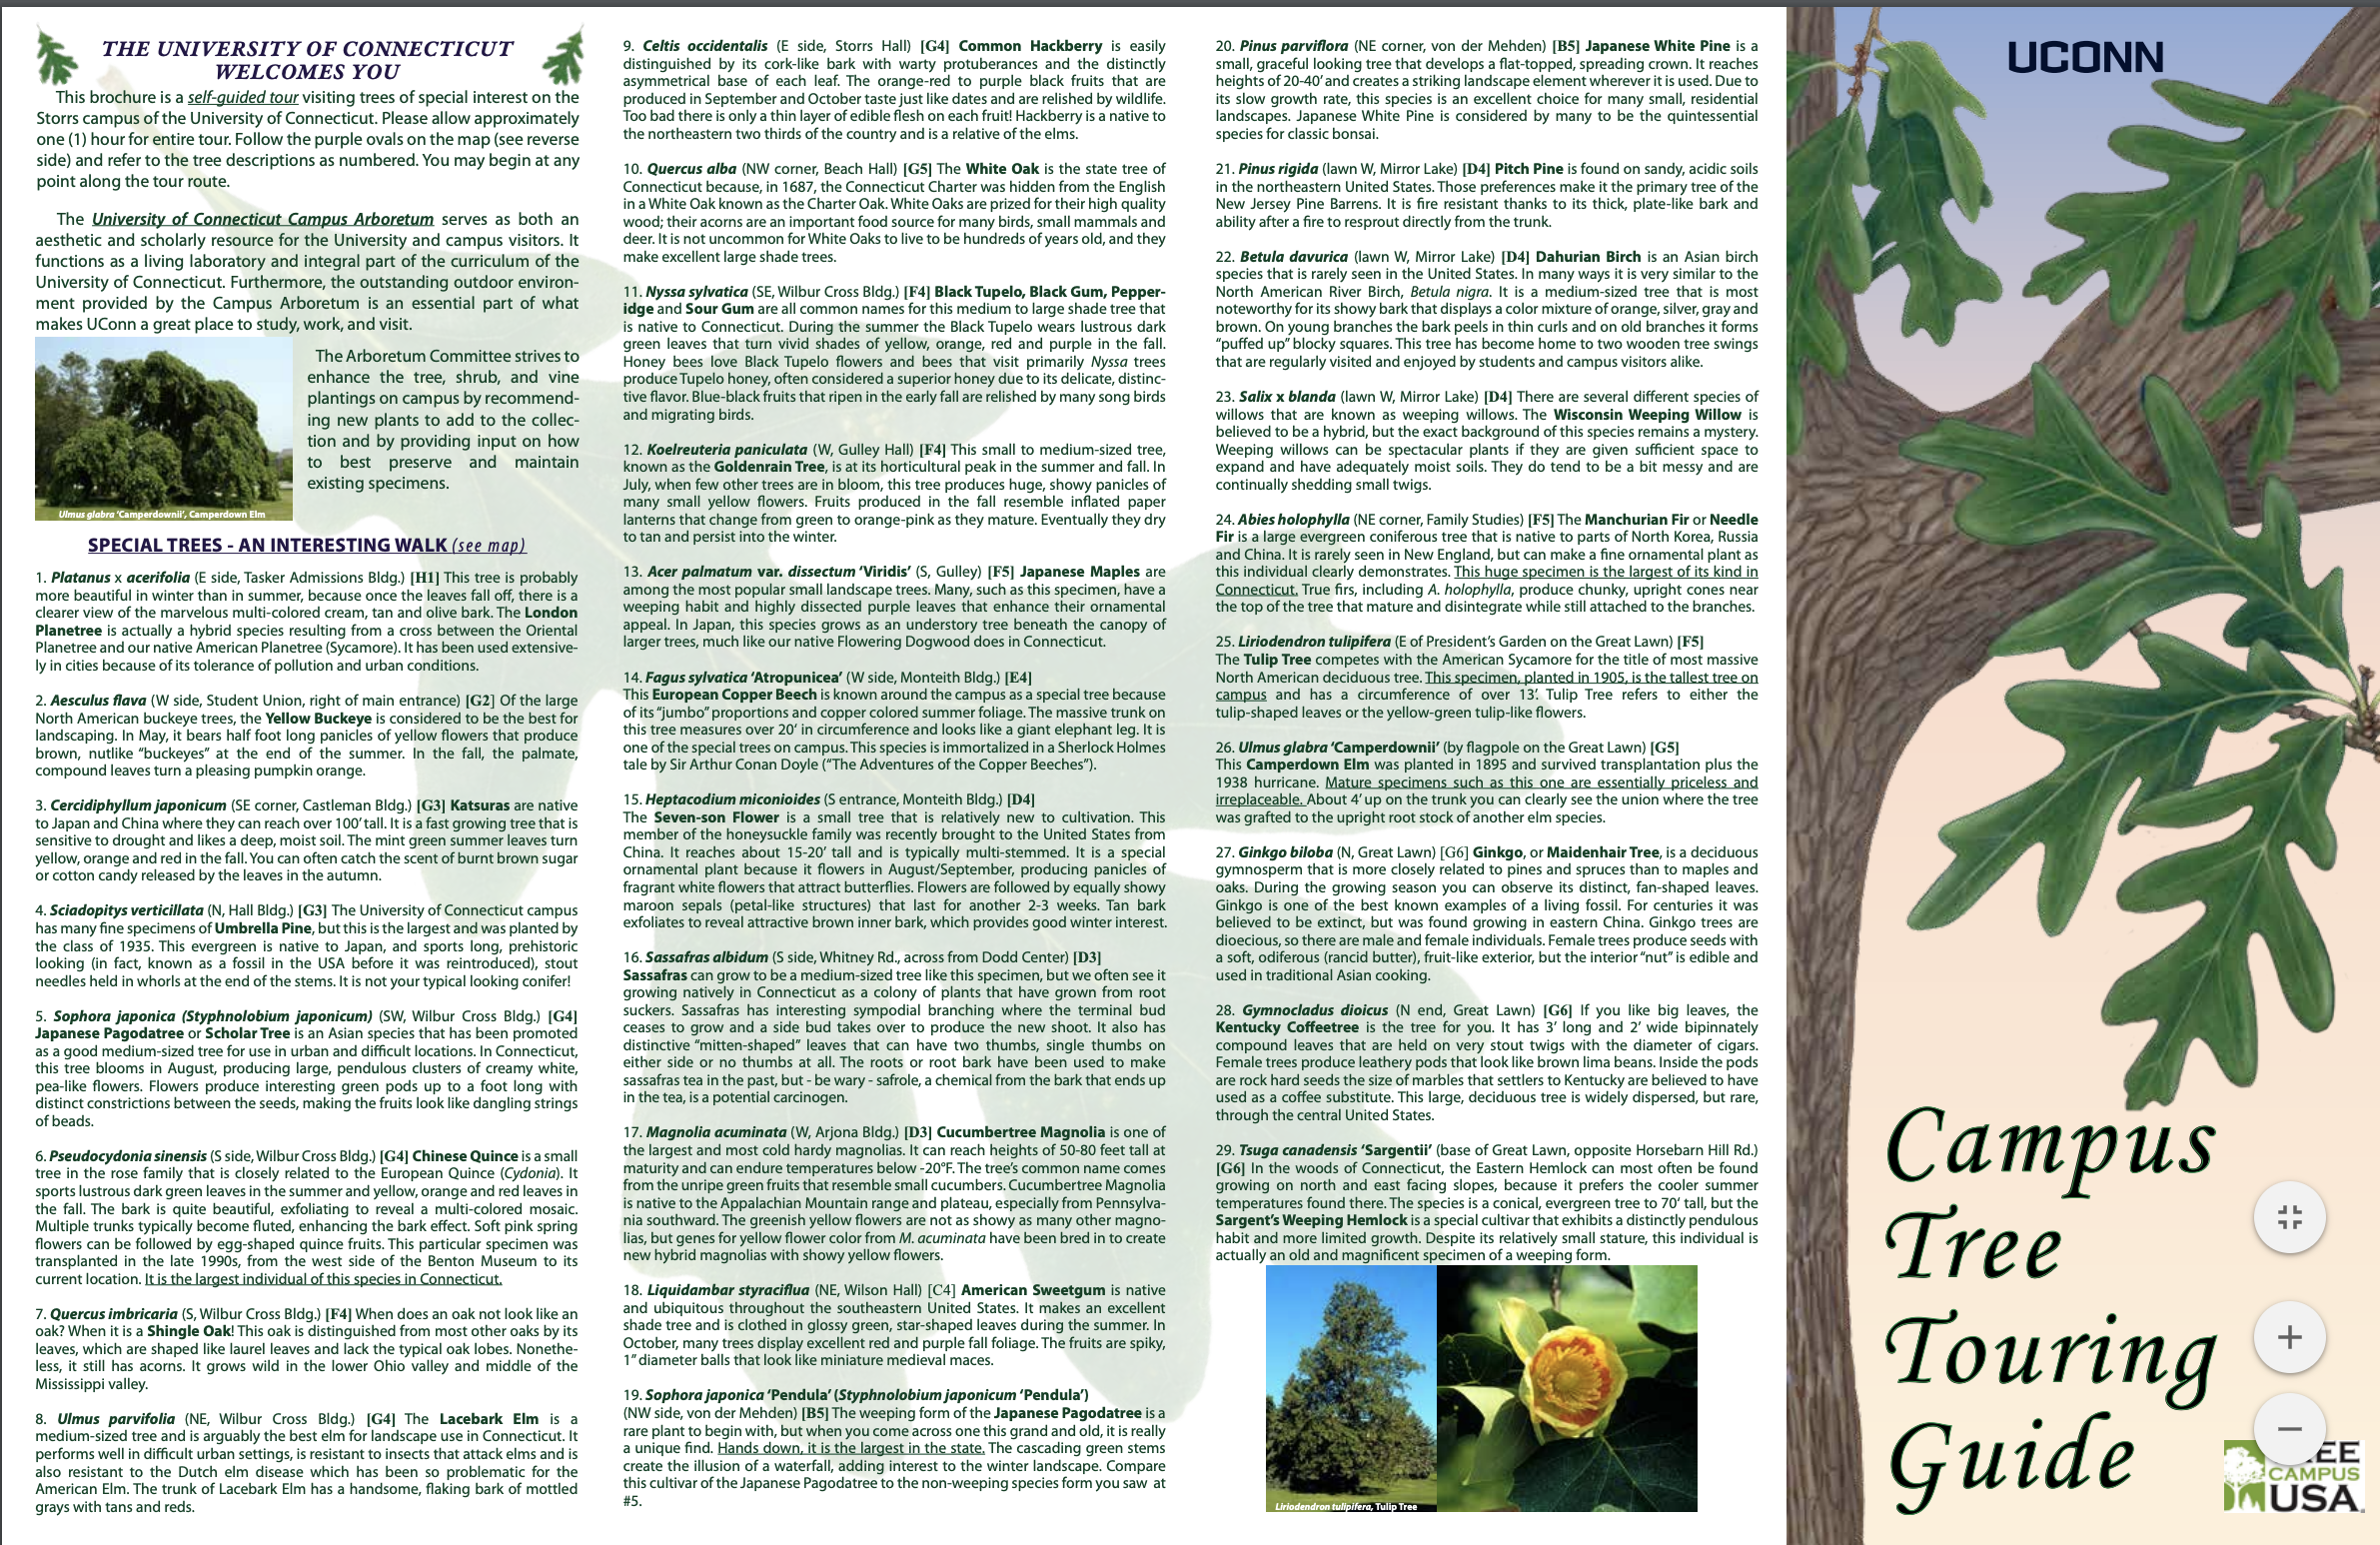 THE UNIVERSITY OF CONNECTICUT
WELCOMES YOU
This brochure is a self-guided tour visiting trees of special interest on the
Storrs campus of the University of Connecticut. Please allow approximately
one (1) hour for entire tour. Follow the purple ovals on the map (see reverse
side) and refer to the tree descriptions as numbered. You may begin at any
point along the tour route.
The University of Connecticut Campus Arboretum serves as both an
aesthetic and scholarly resource for the University and campus visitors. It
functions as a living laboratory and integral part of the curriculum of the
University of Connecticut. Furthermore, the outstanding outdoor environ-
ment provided by the Campus Arboretum is an essential part of what
makes UConn a great place to study, work, and visit.
The Arboretum Committee strives to
enhance the tree, shrub, and vine
plantings on campus by recommend-
ing new plants to add to the collec-
tion and by providing input on how
to best preserve and maintain
existing specimens.
Ulmus glabra 'Camperdownii', Camperdown Elm
SPECIAL TREES - AN INTERESTING WALK (see map)
1. Platanus x acerifolia (E side, Tasker Admissions Bldg.) [H1] This tree is probably
more beautiful in winter than in summer, because once the leaves fall off, there is a
clearer view of the marvelous multi-colored cream, tan and olive bark. The London
Planetree is actually a hybrid species resulting from a cross between the Oriental
Planetree and our native American Planetree (Sycamore). It has been used extensive-
ly in cities because of its tolerance of pollution and urban conditions.
2. Aesculus flava (W side, Student Union, right of main entrance) [G2] Of the large
North American buckeye trees, the Yellow Buckeye is considered to be the best for
landscaping. In May, it bears half foot long panicles of yellow flowers that produce
brown, nutlike "buckeyes" at the end of the summer. In the fall, the palmate,
compound leaves turn a pleasing pumpkin orange.
3. Cercidiphyllum japonicum (SE corner, Castleman Bldg.) [G3] Katsuras are native
to Japan and China where they can reach over 100' tall. It is a fast growing tree that is
sensitive to drought and likes a deep, moist soil. The mint green summer leaves turn
yellow, orange and red in the fall. You can often catch the scent of burnt brown sugar
or cotton candy released by the leaves in the autumn.
4. Sciadopitys verticillata (N, Hall Bldg.) [G3] The University of Connecticut campus
has many fine specimens of Umbrella Pine, but this is the largest and was planted by
the class of 1935. This evergreen is native to Japan, and sports long, prehistoric
looking (in fact, known as a fossil in the USA before it was reintroduced), stout
needles held in whorls at the end of the stems. It is not your typical looking conifer!
5. Sophora japonica (Styphnolobium japonicum) (SW, Wilbur Cross Bldg.) [G4]
Japanese Pagodatree or Scholar Tree is an Asian species that has been promoted
as a good medium-sized tree for use in urban and difficult locations. In Connecticut,
this tree blooms in August, producing large, pendulous clusters of creamy white,
pea-like flowers. Flowers produce interesting green pods up to a foot long with
distinct constrictions between the seeds, making the fruits look like dangling strings
of beads.
6. Pseudocydonia sinensis (S side, Wilbur Cross Bldg.) [G4] Chinese Quince is a small
tree in the rose family that is closely related to the European Quince (Cydonia). It
sports lustrous dark green leaves in the summer and yellow, orange and red leaves in
the fall. The bark is quite beautiful, exfoliating to reveal a multi-colored mosaic.
Multiple trunks typically become fluted, enhancing the bark effect. Soft pink spring
flowers can be followed by egg-shaped quince fruits. This particular specimen was
transplanted in the late 1990s, from the west side of the Benton Museum to its
current location. It is the largest individual of this species in Connecticut.
7. Quercus imbricaria (S, Wilbur Cross Bldg.) [F4] When does an oak not look like an
oak? When it is a Shingle Oak! This oak is distinguished from most other oaks by its
leaves, which are shaped like laurel leaves and lack the typical oak lobes. Nonethe-
less, it still has acorns. It grows wild in the lower Ohio valley and middle of the
Mississippi valley.
8. Ulmus parvifolia (NE, Wilbur Cross Bldg.) [G4] The Lacebark Elm is a
medium-sized tree and is arguably the best elm for landscape use in Connecticut. It
performs well in difficult urban settings, is resistant to insects that attack elms and is
also resistant to the Dutch elm disease which has been so problematic for the
American Elm. The trunk of Lacebark Elm has a handsome, flaking bark of mottled
grays with tans and reds.
9. Celtis occidentalis (E side, Storrs Hall) [G4] Common Hackberry is easily
distinguished by its cork-like bark with warty protuberances and the distinctly
asymmetrical base of each leaf. The orange-red to purple black fruits that are
produced in September and October taste just like dates and are relished by wildlife.
Too bad there is only a thin layer of edible flesh on each fruit! Hackberry is a native to
the northeastern two thirds of the country and is a relative of the elms.
10. Quercus alba (NW corner, Beach Hall) [G5] The White Oak is the state tree of
Connecticut because, in 1687, the Connecticut Charter was hidden from the English
in a White Oak known as the Charter Oak. White Oaks are prized for their high quality
wood; their acorns are an important food source for many birds, small mammals and
deer. It is not uncommon for White Oaks to live to be hundreds of years old, and they
make excellent large shade trees.
11. Nyssa sylvatica (SE, Wilbur Cross Bldg.) [F4] Black Tupelo, Black Gum, Pepper-
idge and Sour Gum are all common names for this medium to large shade tree that
is native to Connecticut. During the summer the Black Tupelo wears lustrous dark
green leaves that turn vivid shades of yellow, orange, red and purple in the fall.
Honey bees love Black Tupelo flowers and bees that visit primarily Nyssa trees
produce Tupelo honey, often considered a superior honey due to its delicate, distinc-
tive flavor. Blue-black fruits that ripen in the early fall are relished by many song birds
and migrating birds.
12. Koelreuteria paniculata (W, Gulley Hall) [F4] This small to medium-sized tree,
known as the Goldenrain Tree, is at its horticultural peak in the summer and fall. In
July, when few other trees are in bloom, this tree produces huge, showy panicles of
many small yellow flowers. Fruits produced in the fall resemble inflated paper
lanterns that change from green to orange-pink as they mature. Eventually they dry
to tan and persist into the winter.
13. Acer palmatum var. dissectum 'Viridis' (S, Gulley) [F5] Japanese Maples are
among the most popular small landscape trees. Many, such as this specimen, have a
weeping habit and highly dissected purple leaves that enhance their ornamental
appeal. In Japan, this species grows as an understory tree beneath the canopy of
larger trees, much like our native Flowering Dogwood does in Connecticut.
14. Fagus sylvatica 'Atropunicea' (W side, Monteith Bldg.) [E4]
This European Copper Beech is known around the campus as a special tree because
of its "jumbo" proportions and copper colored summer foliage. The massive trunk on
this tree measures over 20' in circumference and looks like a giant elephant leg. It is
one of the special trees on campus. This species is immortalized in a Sherlock Holmes
tale by Sir Arthur Conan Doyle ("The Adventures of the Copper Beeches").
15. Heptacodium miconioides (S entrance, Monteith Bldg.) [D4]
The Seven-son Flower is a small tree that is relatively new to cultivation. This
member of the honeysuckle family was recently brought to the United States from
China. It reaches about 15-20' tall and is typically multi-stemmed. It is a special
ornamental plant because it flowers in August/September, producing panicles of
fragrant white flowers that attract butterflies. Flowers are followed by equally showy
maroon sepals (petal-like structures) that last for another 2-3 weeks. Tan bark
exfoliates to reveal attractive brown inner bark, which provides good winter interest.
16. Sassafras albidum (S side, Whitney Rd., across from Dodd Center) [D3]
Sassafras can grow to be a medium-sized tree like this specimen, but we often see it
growing natively in Connecticut as a colony of plants that have grown from root
suckers. Sassafras has interesting sympodial branching where the terminal bud
ceases to grow and a side bud takes over to produce the new shoot. It also has
distinctive "mitten-shaped" leaves that can have two thumbs, single thumbs on
either side or no thumbs at all. The roots or root bark have been used to make
sassafras tea in the past, but - be wary - safrole, a chemical from the bark that ends up
in the tea, is a potential carcinogen.
17. Magnolia acuminata (W, Arjona Bldg.) [D3] Cucumbertree Magnolia is one of
the largest and most cold hardy magnolias. It can reach heights of 50-80 feet tall at
maturity and can endure temperatures below -20°F. The tree's common name comes
from the unripe green fruits that resemble small cucumbers. Cucumbertree Magnolia
is native to the Appalachian Mountain range and plateau, especially from Pennsylva-
nia southward. The greenish yellow flowers are not as showy as many other magno-
lias, but genes for yellow flower color from M. acuminata have been bred in to create
new hybrid magnolias with showy yellow flowers.
18. Liquidambar styraciflua (NE, Wilson Hall) [C4] American Sweetgum is native
and ubiquitous throughout the southeastern United States. It makes an excellent
shade tree and is clothed in glossy green, star-shaped leaves during the summer. In
October, many trees display excellent red and purple fall foliage. The fruits are spiky,
1" diameter balls that look like miniature medieval maces.
19. Sophora japonica 'Pendula' (Styphnolobium japonicum 'Pendula')
(NW side, von der Mehden) [B5] The weeping form of the Japanese Pagodatree is a
rare plant to begin with, but when you come across one this grand and old, it is really
a unique find. Hands down, it is the largest in the state. The cascading green stems
create the illusion of a waterfall, adding interest to the winter landscape. Compare
this cultivar of the Japanese Pagodatree to the non-weeping species form you saw at
#5.
20. Pinus parviflora (NE corner, von der Mehden) [B5] Japanese White Pine is a
small, graceful looking tree that develops a flat-topped, spreading crown. It reaches
heights of 20-40' and creates a striking landscape element wherever it is used. Due to
its slow growth rate, this species is an excellent choice for many small, residential
landscapes. Japanese White Pine is considered by many to be the quintessential
species for classic bonsai.
21. Pinus rigida (lawn W, Mirror Lake) [D4] Pitch Pine is found on sandy, acidic soils
in the northeastern United States. Those preferences make it the primary tree of the
New Jersey Pine Barrens. It is fire resistant thanks to its thick, plate-like bark and
ability after a fire to resprout directly from the trunk.
22. Betula davurica (lawn W, Mirror Lake) [D4] Dahurian Birch is an Asian birch
species that is rarely seen in the United States. In many ways it is very similar to the
North American River Birch, Betula nigra. It is a medium-sized tree that is most
noteworthy for its showy bark that displays a color mixture of orange, silver, gray and
brown. On young branches the bark peels in thin curls and on old branches it forms
"puffed up" blocky squares. This tree has become home to two wooden tree swings
that are regularly visited and enjoyed by students and campus visitors alike.
23. Salix x blanda (lawn W, Mirror Lake) [D4] There are several different species of
willows that are known as weeping willows. The Wisconsin Weeping Willow is
believed to be a hybrid, but the exact background of this species remains a mystery.
Weeping willows can be spectacular plants if they are given sufficient space to
expand and have adequately moist soils. They do tend to be a bit messy and are
continually shedding small twigs.
24. Abies holophylla (NE corner, Family Studies) [F5] The Manchurian Fir or Needle
Fir is a large evergreen coniferous tree that is native to parts of North Korea, Russia
and China. It is rarely seen in New England, but can make a fine ornamental plant as
this individual clearly demonstrates. This huge specimen is the largest of its kind in
Connecticut. True firs, including A. holophylla, produce chunky, upright cones near
the top of the tree that mature and disintegrate while still attached to the branches.
25. Liriodendron tulipifera (E of President's Garden on the Great Lawn) [F5]
The Tulip Tree competes with the American Sycamore for the title of most massive
North American deciduous tree. This specimen, planted in 1905, is the tallest tree on
campus and has a circumference of over 13'. Tulip Tree refers to either the
tulip-shaped leaves or the yellow-green tulip-like flowers.
26. Ulmus glabra 'Camperdownii' (by flagpole on the Great Lawn) [G5]
This Camperdown Elm was planted in 1895 and survived transplantation plus the
1938 hurricane. Mature specimens such as this one are essentially priceless and
irreplaceable. About 4' up on the trunk you can clearly see the union where the tree
was grafted to the upright root stock of another elm species.
27. Ginkgo biloba (N, Great Lawn) [G6] Ginkgo, or Maidenhair Tree, is a deciduous
gymnosperm that is more closely related to pines and spruces than to maples and
oaks. During the growing season you can observe its distinct, fan-shaped leaves.
Ginkgo is one of the best known examples of a living fossil. For centuries it was
believed to be extinct, but was found growing in eastern China. Ginkgo trees are
dioecious, so there are male and female individuals. Female trees produce seeds with
a soft, odiferous (rancid butter), fruit-like exterior, but the interior "nut" is edible and
used in traditional Asian cooking.
28. Gymnocladus dioicus (N end, Great Lawn) [G6] If you like big leaves, the
Kentucky Coffeetree is the tree for you. It has 3' long and 2' wide bipinnately
compound leaves that are held on very stout twigs with the diameter of cigars.
Female trees produce leathery pods that look like brown lima beans. Inside the pods
are rock hard seeds the size of marbles that settlers to Kentucky are believed to have
used as a coffee substitute. This large, deciduous tree is widely dispersed, but rare,
through the central United States.
29. Tsuga canadensis 'Sargentii' (base of Great Lawn, opposite Horsebarn Hill Rd.)
[G6] In the woods of Connecticut, the Eastern Hemlock can most often be found
growing on north and east facing slopes, because it prefers the cooler summer
temperatures found there. The species is a conical, evergreen tree to 70' tall, but the
Sargent's Weeping Hemlock is a special cultivar that exhibits a distinctly pendulous
habit and more limited growth. Despite its relatively small stature, this individual is
actually an old and magnificent specimen of a weeping form.
Liriodendron tulipifera, Tulip Tree
UCONN
Campus
Tree
Touring
Guide
CAMPUS
USA